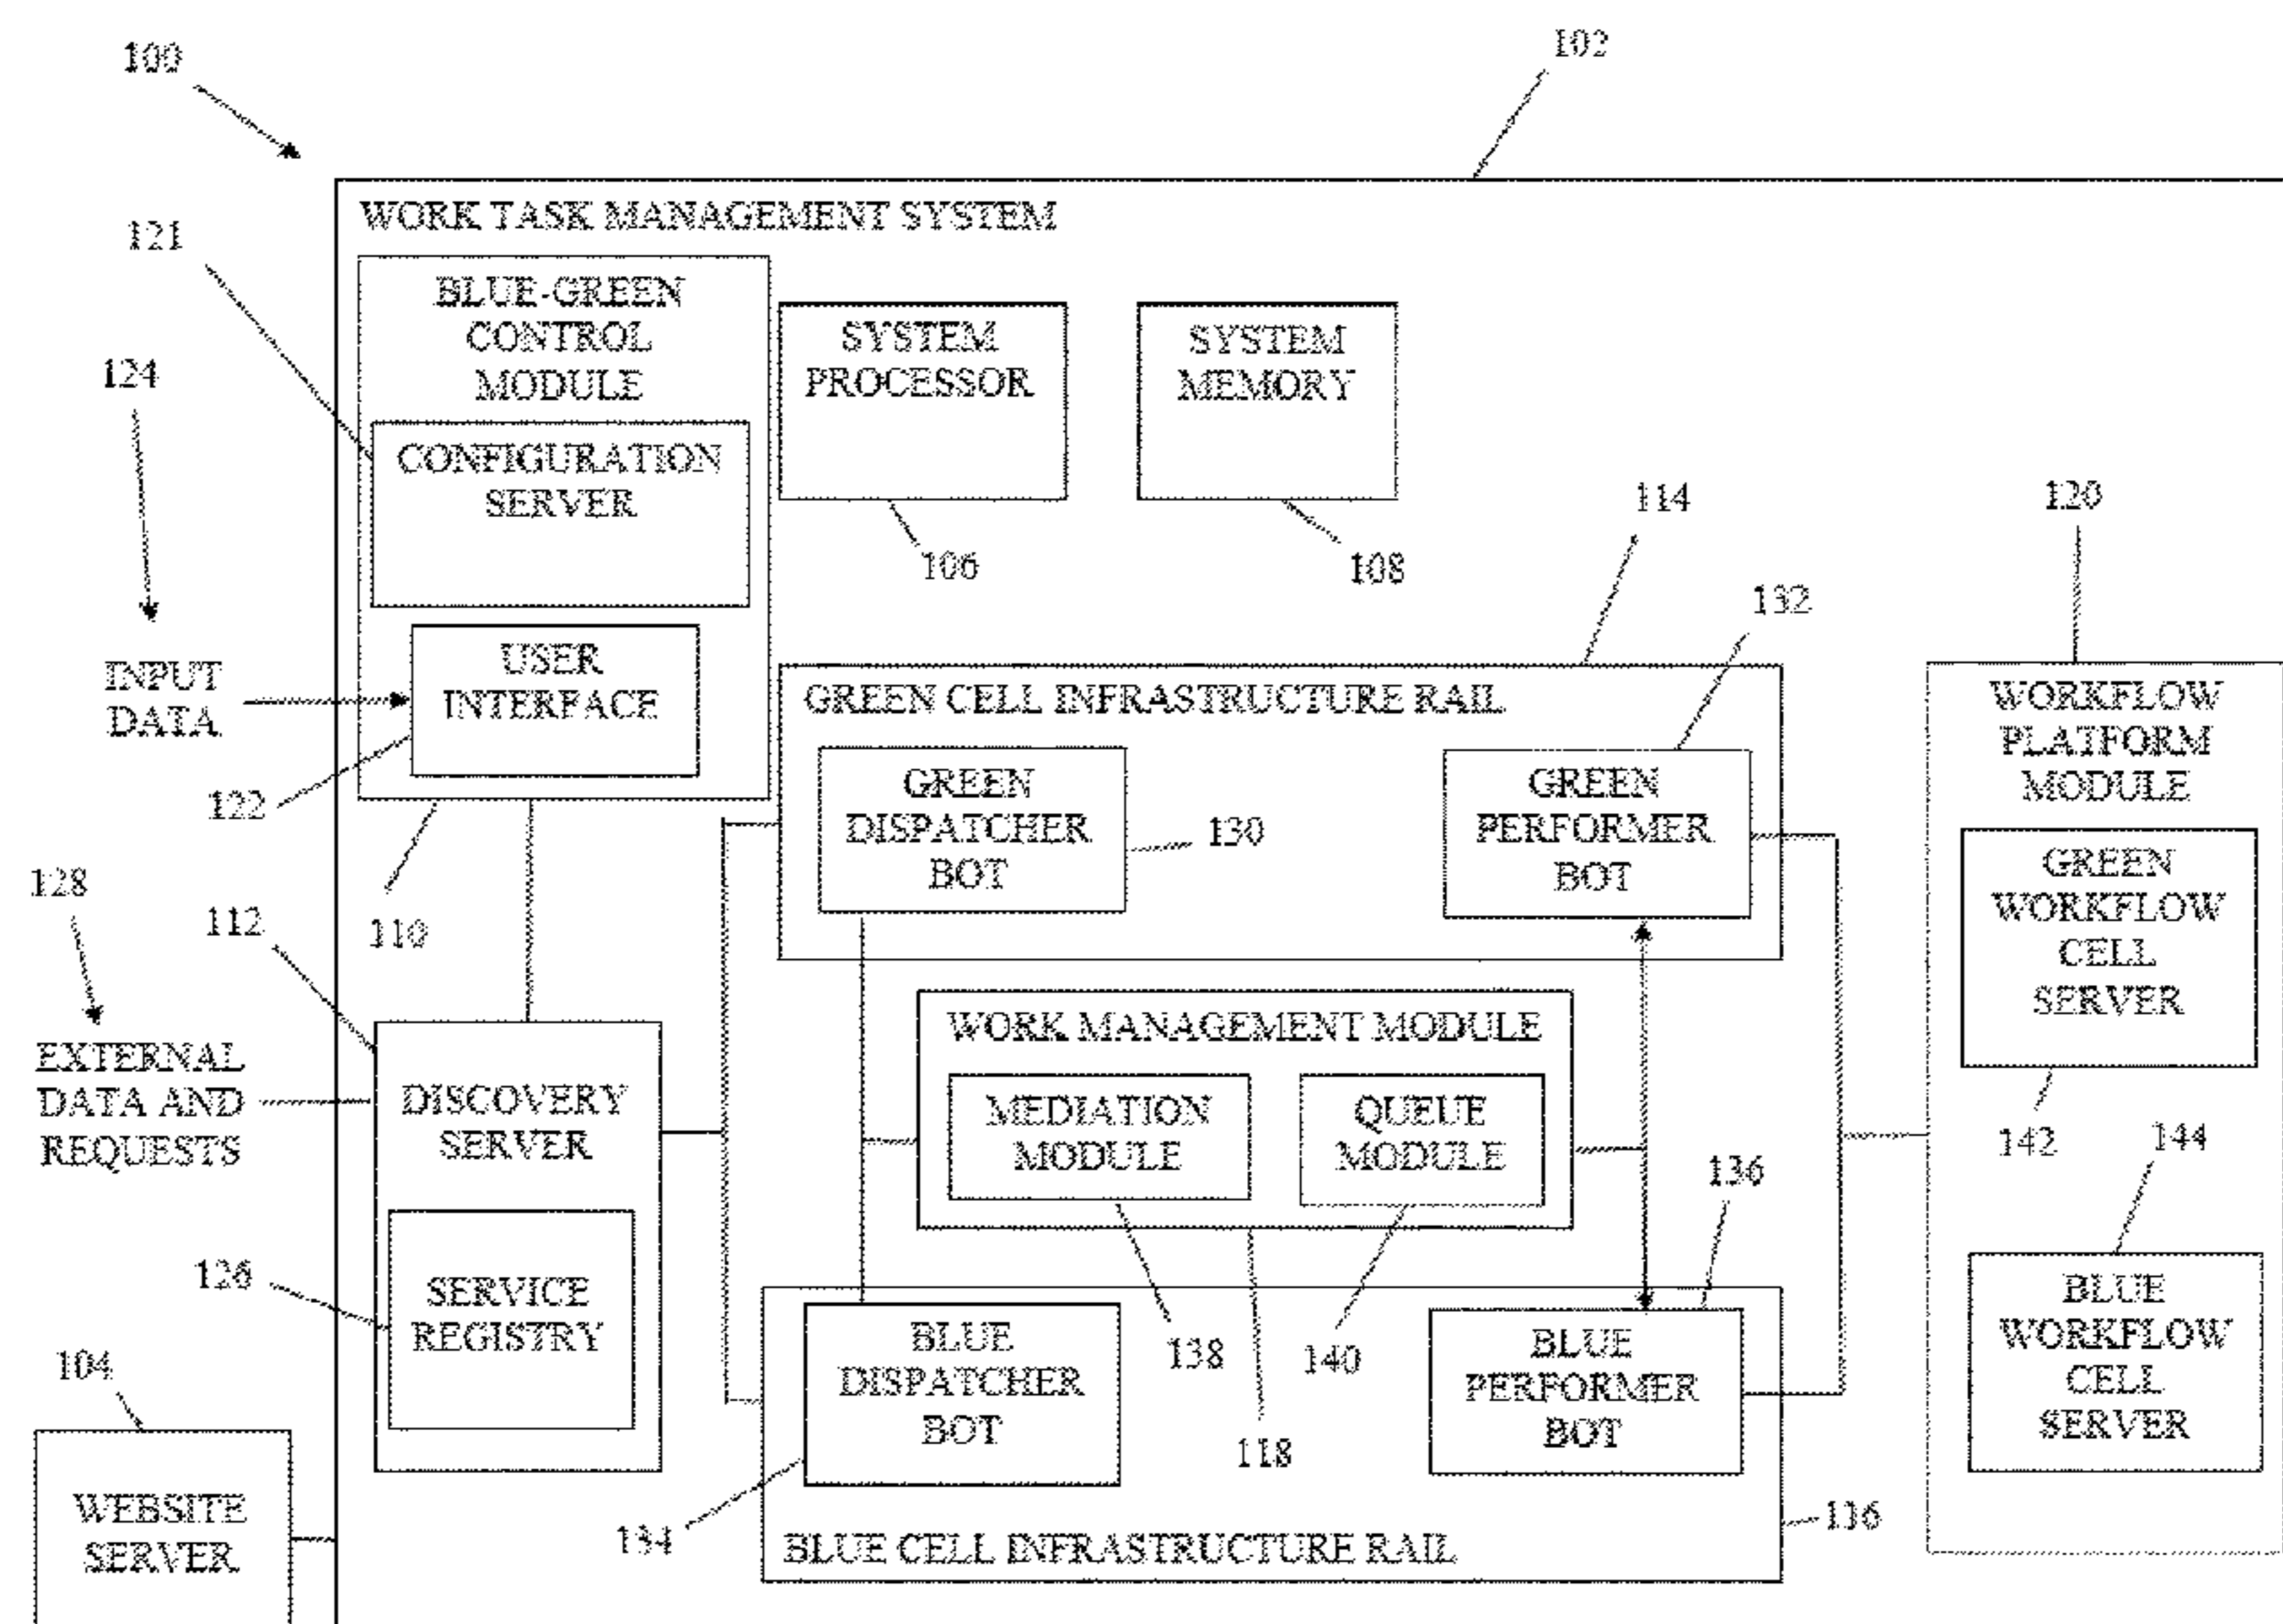 100
102
WORK TASK MANAGEMENT SYSTEM
121
BLUE-GREEN
CONTROL
MODULE
SYSTEM
PROCESSOR
SYSTEM
MEMORY
124
CONFIGURATION
SERVER
114
120
106
108
132
INPUT
DATA
USER
INTERFACE
GREEN CELL INFRASTRUCTURE RAIL
WORKFLOW
PLATFORM
MODULE
122
GREEN
DISPATCHER
BOT
130
GREEN
PERFORMER
BOT
GREEN
WORKFLOW
CELL
SERVER
128
112
110
EXTERNAL
DATA AND
REQUESTS
DISCOVERY
SERVER
WORK MANAGEMENT MODULE
MEDIATION
MODULE
QUEUE
MODULE
142
144
136
126
SERVICE
REGISTRY
BLUE
DISPATCHER
BOT
138
140
BLUE
PERFORMER
BOT
BLUE
WORKFLOW
CELL
SERVER
104
118
WEBSITE
SERVER
134
BLUE CELL INFRASTRUCTURE RAIL
116